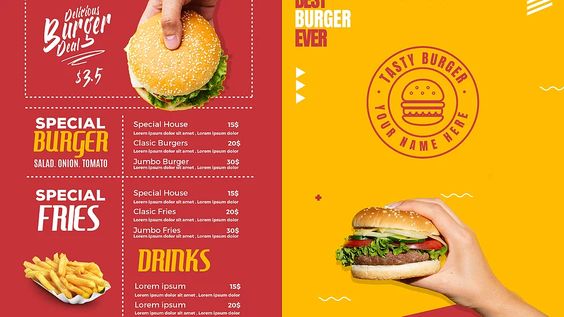 Delicious
Burger
Deal
$3.5
SPECIAL
BURGER
SALAD. ONION. TOMATO
Special House 15$
Lorem ipsum dolor sit amet , Lorem ipsum dolor
Clasic Burgers 20$
Lorem ipsum dolor sit amet , Lorem ipsum dolor
Jumbo Burger 30$
Lorem ipsum dolor sit amet , Lorem ipsum dolor
SPECIAL
FRIES
Special House 15$
Lorem ipsum dolor sit amet , Lorem ipsum dolor
Clasic Fries 20$
Lorem ipsum dolor sit amet , Lorem ipsum dolor
Jumbo Fries 30$
Lorem ipsum dolor sit amet , Lorem ipsum dolor
DRINKS
Lorem ipsum 15$
Lorem ipsum dolor sit amet , Lorem ipsum dolor
Lorem ipsum 20$
Lorem ipsum dolor sit amet , Lorem ipsum dolor
BEST
BURGER
EVER
TASTY BURGER
YOUR NAME HERE